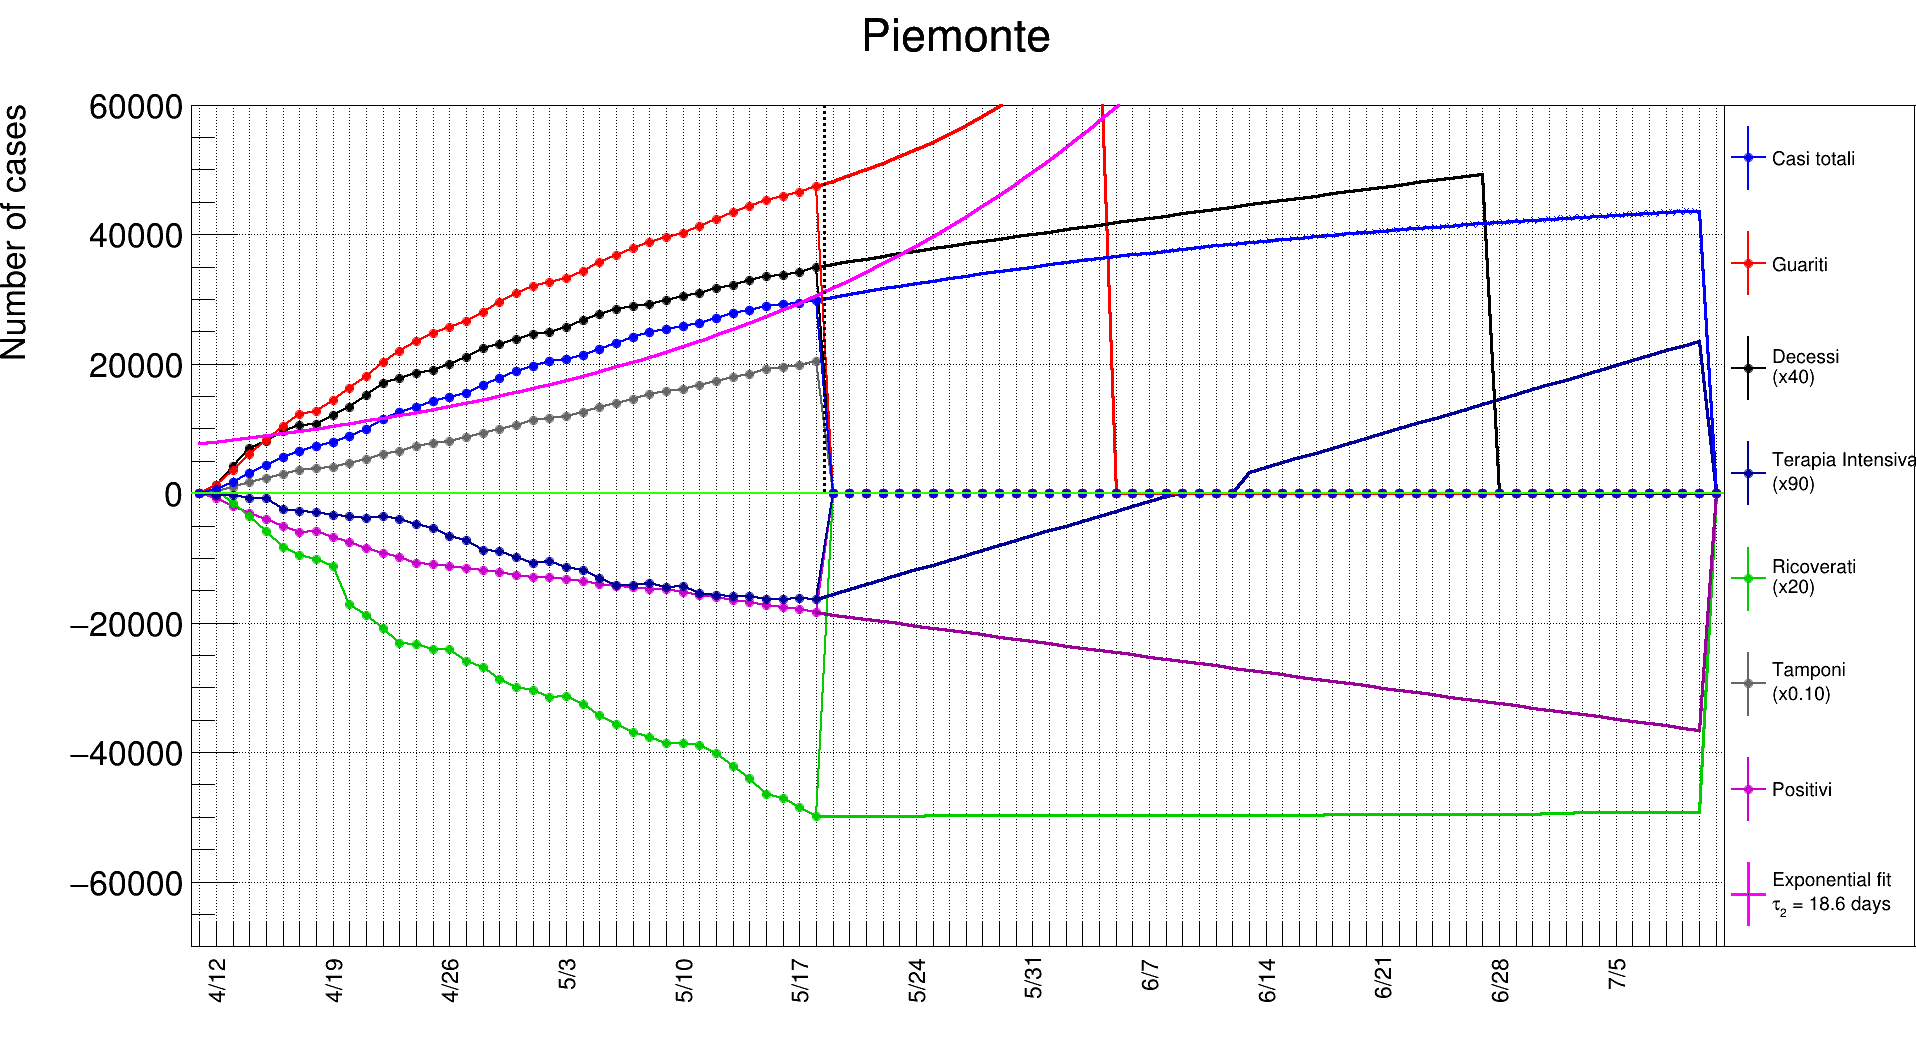 Piemonte
Number of cases
60000
40000
20000
0
−20000
−40000
−60000
4/12
4/19
4/26
5/3
5/10
5/17
5/24
5/31
6/7
6/14
6/21
6/28
7/5
Casi totali
Guariti
Decessi
(x40)
Terapia Intensiva
(x90)
Ricoverati
(x20)
Tamponi
(x0.10)
Positivi
Exponential fit
τ2 = 18.6 days